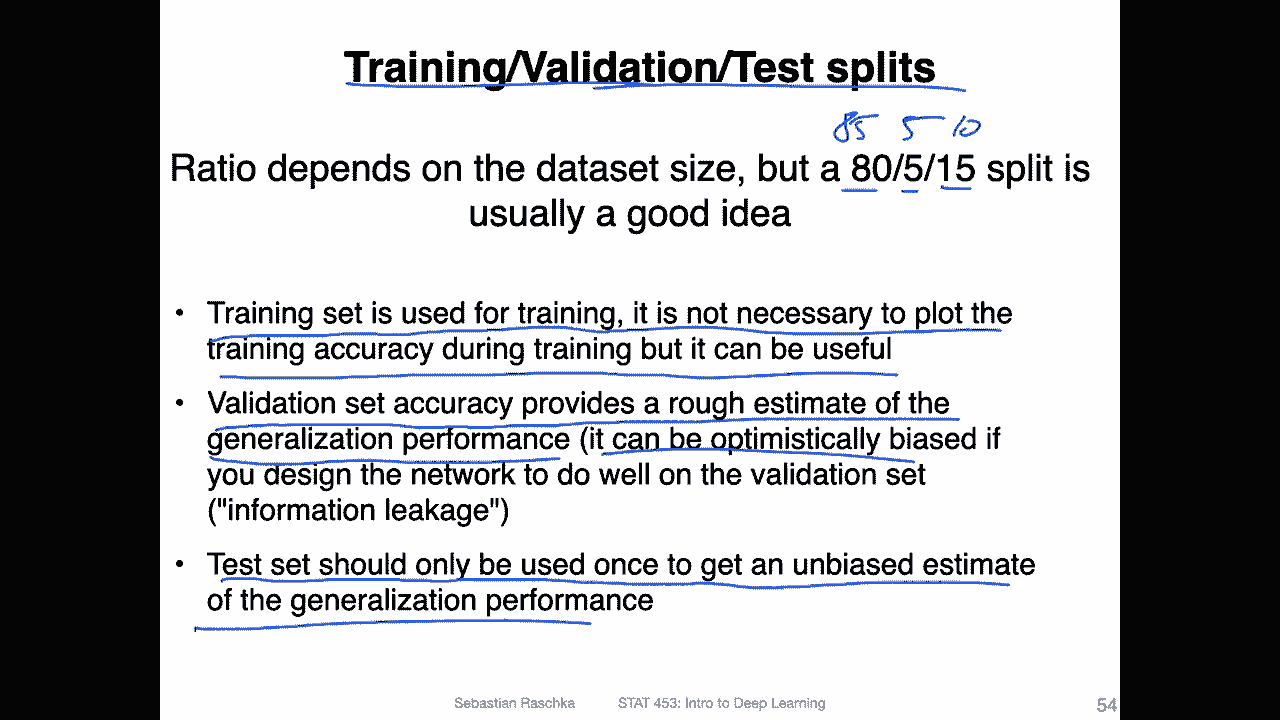 Training/Validation/Test splits
85 5 10
Ratio depends on the dataset size, but a 80/5/15 split is
usually a good idea
• Training set is used for training, it is not necessary to plot the
training accuracy during training but it can be useful
• Validation set accuracy provides a rough estimate of the
generalization performance (it can be optimistically biased if
you design the network to do well on the validation set
("information leakage")
• Test set should only be used once to get an unbiased estimate
of the generalization performance
Sebastian Raschka STAT 453: Intro to Deep Learning 54